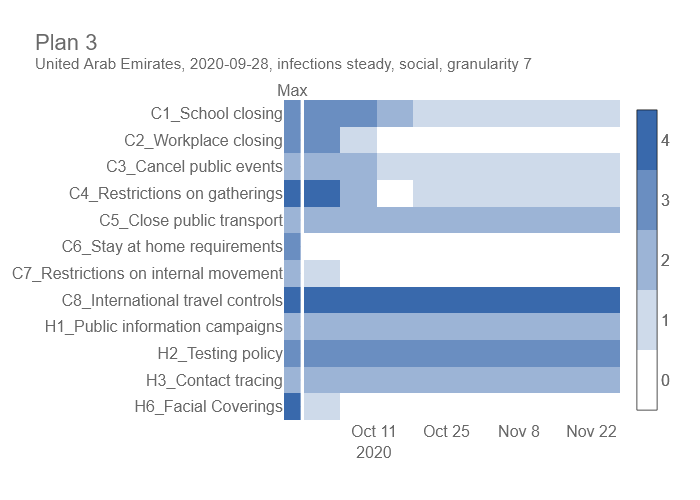 Plan 3
United Arab Emirates, 2020-09-28, infections steady, social, granularity 7
Max
C1_School closing
C2_Workplace closing
C3_Cancel public events
C4_Restrictions on gatherings
C5_Close public transport
C6_Stay at home requirements
C7_Restrictions on internal movement
C8_International travel controls
H1_Public information campaigns
H2_Testing policy
H3_Contact tracing
H6_Facial Coverings
4
3
2
1
0
Oct 11 Oct 25 Nov 8 Nov 22
2020